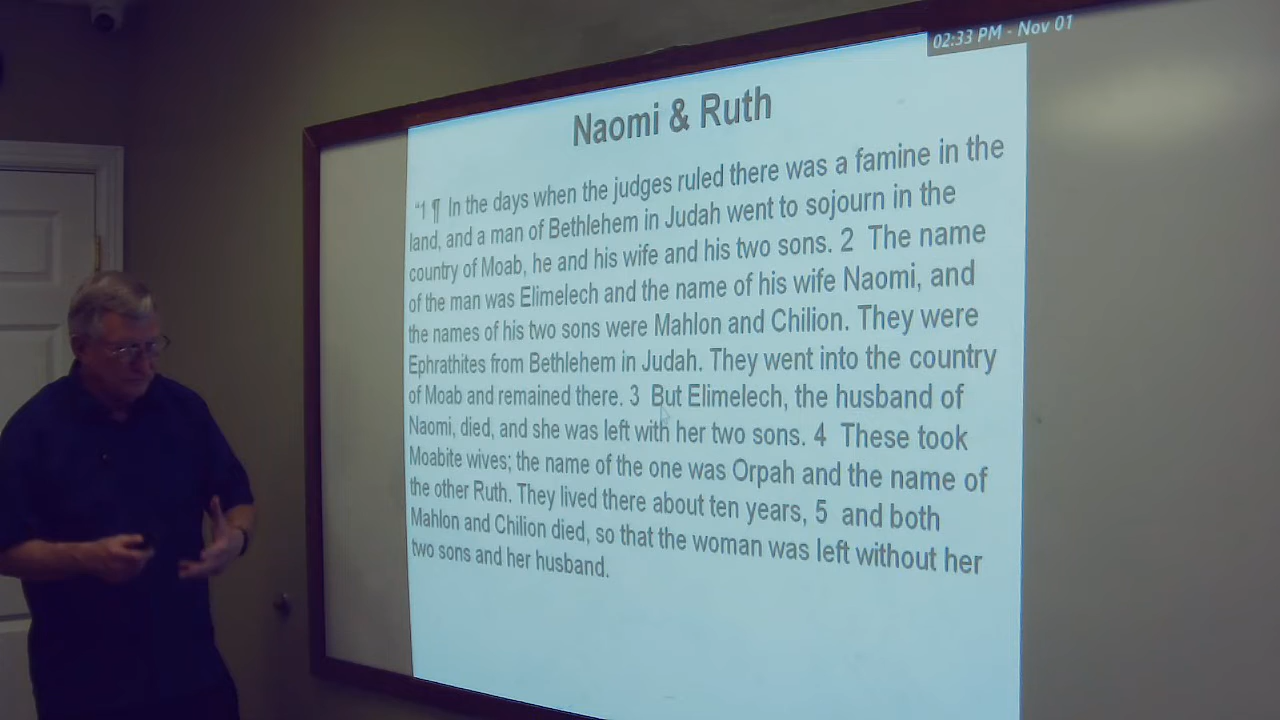 02:33 PM - Nov 01
Naomi & Ruth
“1 ¶ In the days when the judges ruled there was a famine in the
land, and a man of Bethlehem in Judah went to sojourn in the
country of Moab, he and his wife and his two sons. 2 The name
of the man was Elimelech and the name of his wife Naomi, and
the names of his two sons were Mahlon and Chilion. They were
Ephrathites from Bethlehem in Judah. They went into the country
of Moab and remained there. 3 But Elimelech, the husband of
Naomi, died, and she was left with her two sons. 4 These took
Moabite wives; the name of the one was Orpah and the name of
the other Ruth. They lived there about ten years, 5 and both
Mahlon and Chilion died, so that the woman was left without her
two sons and her husband.